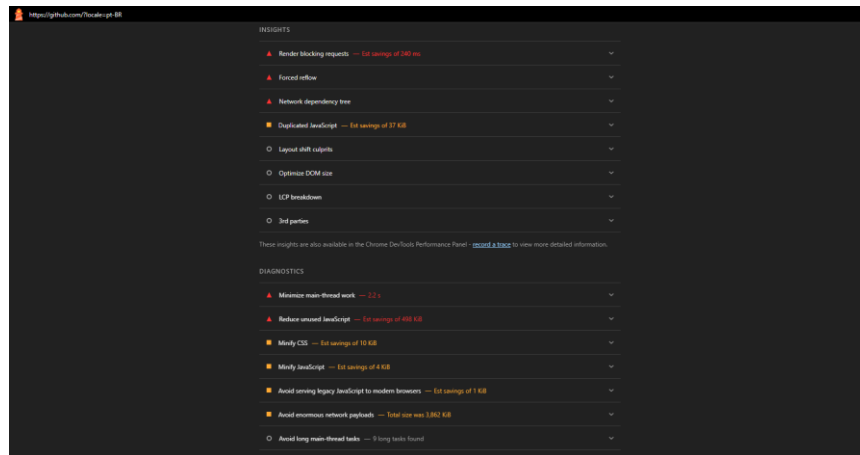 https://github.com/?locale=pt-BR
INSIGHTS
Render blocking requests — Est savings of 240 ms
Forced reflow
Network dependency tree
Duplicated JavaScript — Est savings of 37 KiB
Layout shift culprits
Optimize DOM size
LCP breakdown
3rd parties
These insights are also available in the Chrome DevTools Performance Panel - record a trace to view more detailed information.
DIAGNOSTICS
Minimize main-thread work — 2.2 s
Reduce unused JavaScript — Est savings of 498 KiB
Minify CSS — Est savings of 10 KiB
Minify JavaScript — Est savings of 4 KiB
Avoid serving legacy JavaScript to modern browsers — Est savings of 1 KiB
Avoid enormous network payloads — Total size was 3,862 KiB
Avoid long main-thread tasks — 9 long tasks found